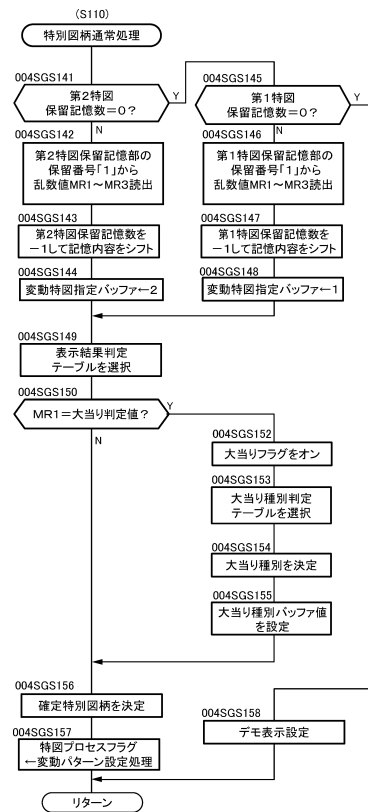 (S110)
特別図柄通常処理
004SGS141
第2特図
保留記憶数=0?
Y
N
004SGS145
第1特図
保留記憶数=0?
Y
N
004SGS142
第2特図保留記憶部の
保留番号「1」から
乱数値MR1～MR3読出
004SGS146
第1特図保留記憶部の
保留番号「1」から
乱数値MR1～MR3読出
004SGS143
第2特図保留記憶数を
-1して記憶内容をシフト
004SGS147
第1特図保留記憶数を
-1して記憶内容をシフト
004SGS144
変動特図指定バッファ←2
004SGS148
変動特図指定バッファ←1
004SGS149
表示結果判定
テーブルを選択
004SGS150
MR1=大当り判定値?
Y
N
004SGS152
大当りフラグをオン
004SGS153
大当り種別判定
テーブルを選択
004SGS154
大当り種別を決定
004SGS155
大当り種別バッファ値
を設定
004SGS156
確定特別図柄を決定
004SGS157
特図プロセスフラグ
←変動パターン設定処理
004SGS158
デモ表示設定
リターン